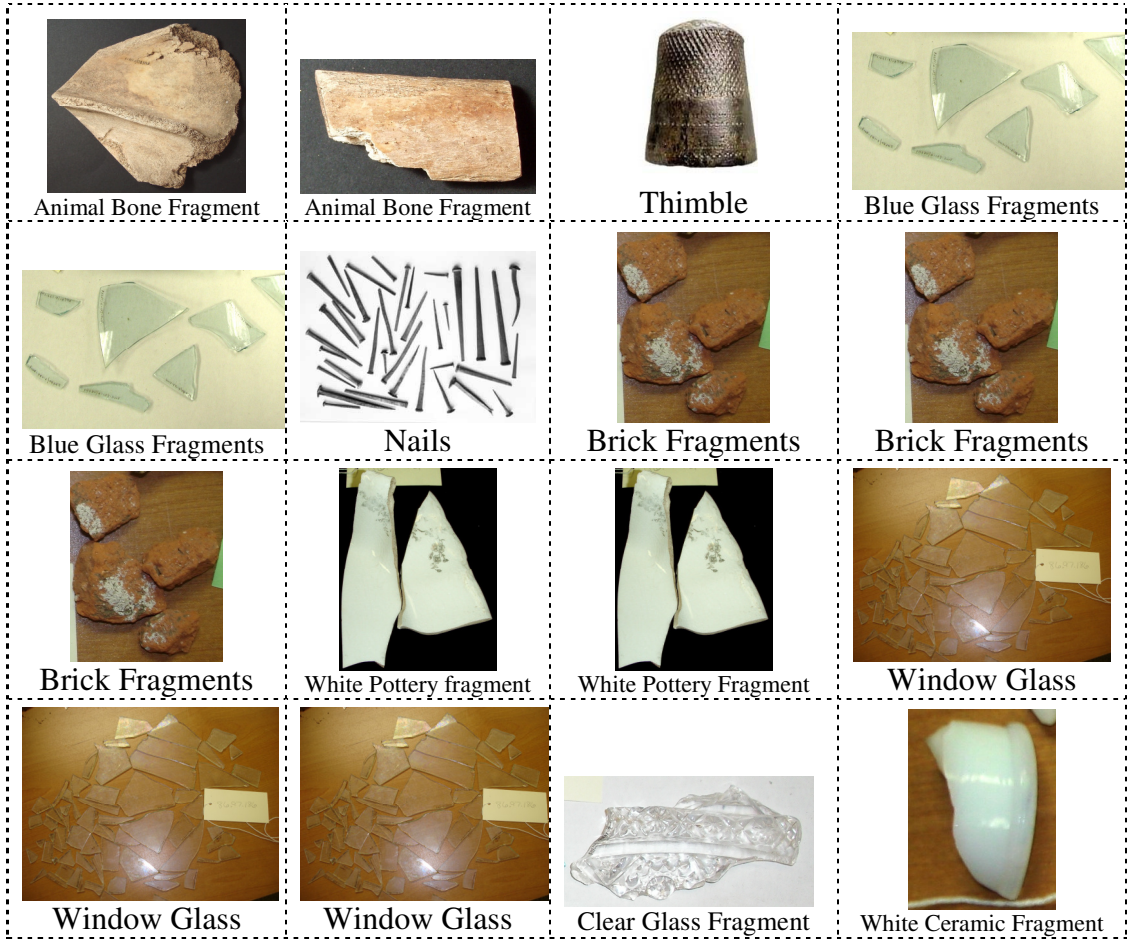 Animal Bone Fragment
Animal Bone Fragment
Thimble
Blue Glass Fragments
Blue Glass Fragments
Nails
Brick Fragments
Brick Fragments
Brick Fragments
White Pottery fragment
White Pottery Fragment
Window Glass
Window Glass
Window Glass
Clear Glass Fragment
White Ceramic Fragment